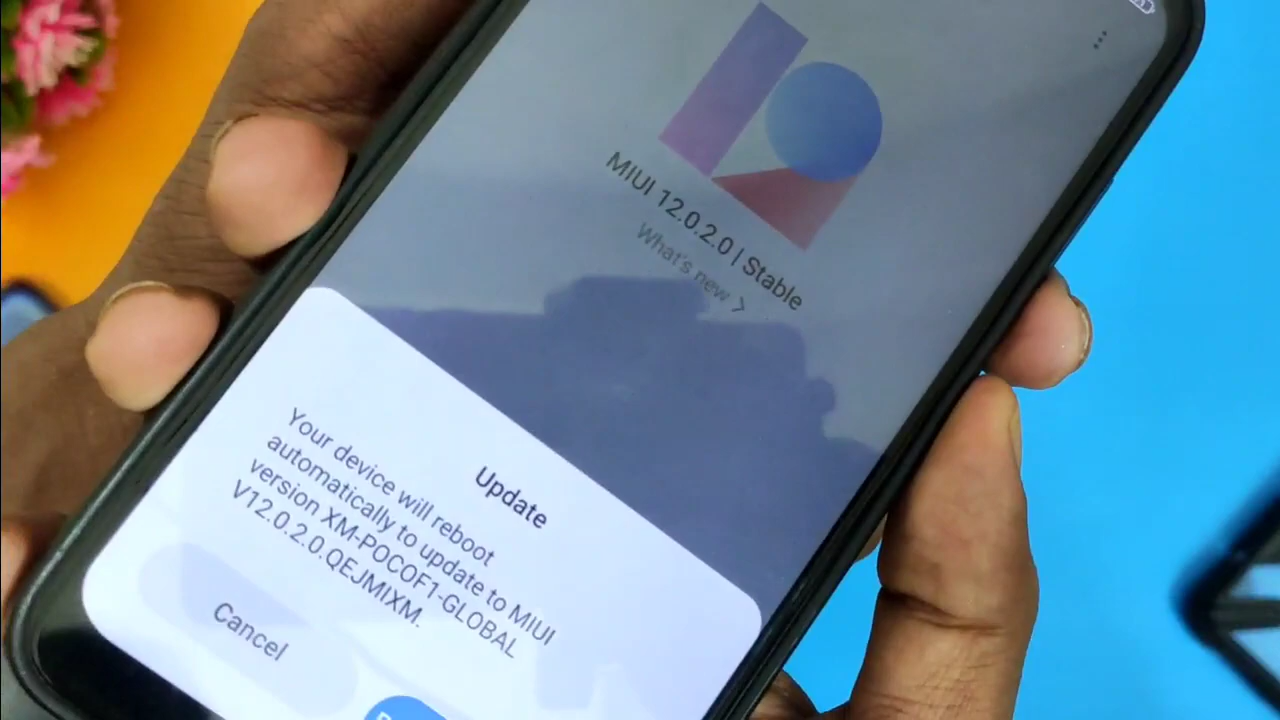 MIUI 12.0.2.0 | Stable
What's new >
Update
Your device will reboot
automatically to update to MIUI
version XM-POCOF1-GLOBAL
V12.0.2.0.QEJMIXM.
Cancel